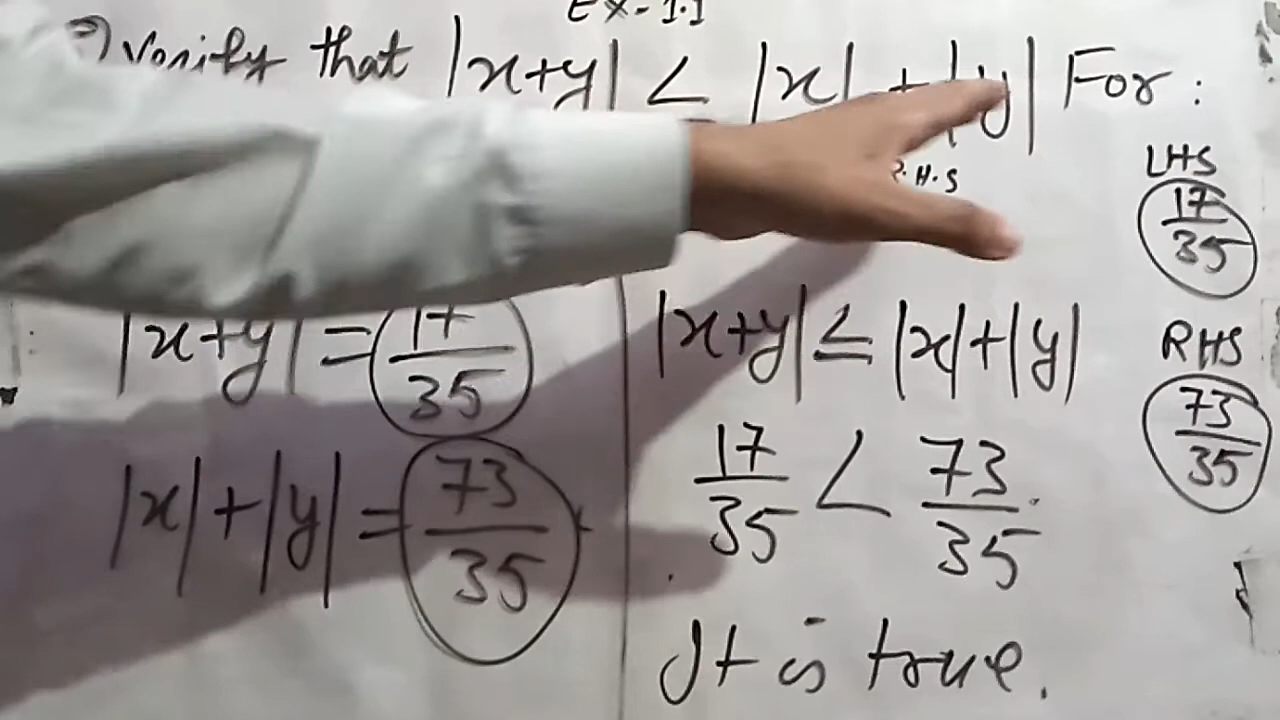 Ex-1.1
Verify that |x+y| ≤ |x| + |y| For:
R.H.S
LHS
17/35
|x+y| = 17/35
|x|+|y| = 73/35
|x+y| ≤ |x|+|y|
17/35 < 73/35
It is true.
RHS
73/35